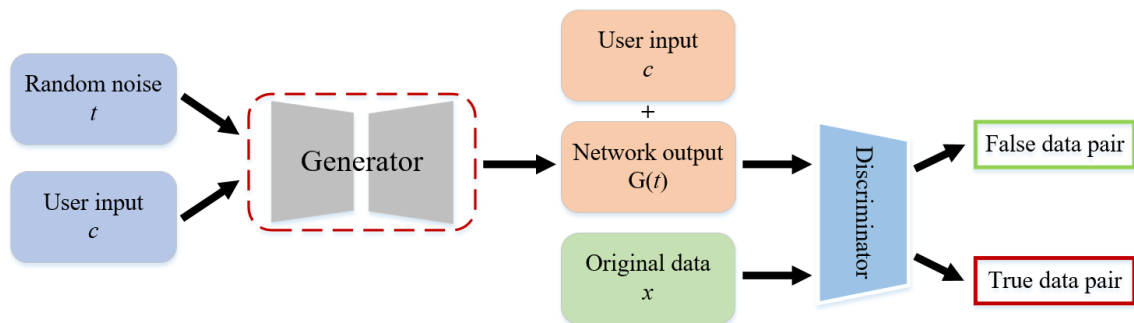 Random noise
t
User input
c
Generator
User input
c
+
Network output
G(t)
Original data
x
Discriminator
False data pair
True data pair